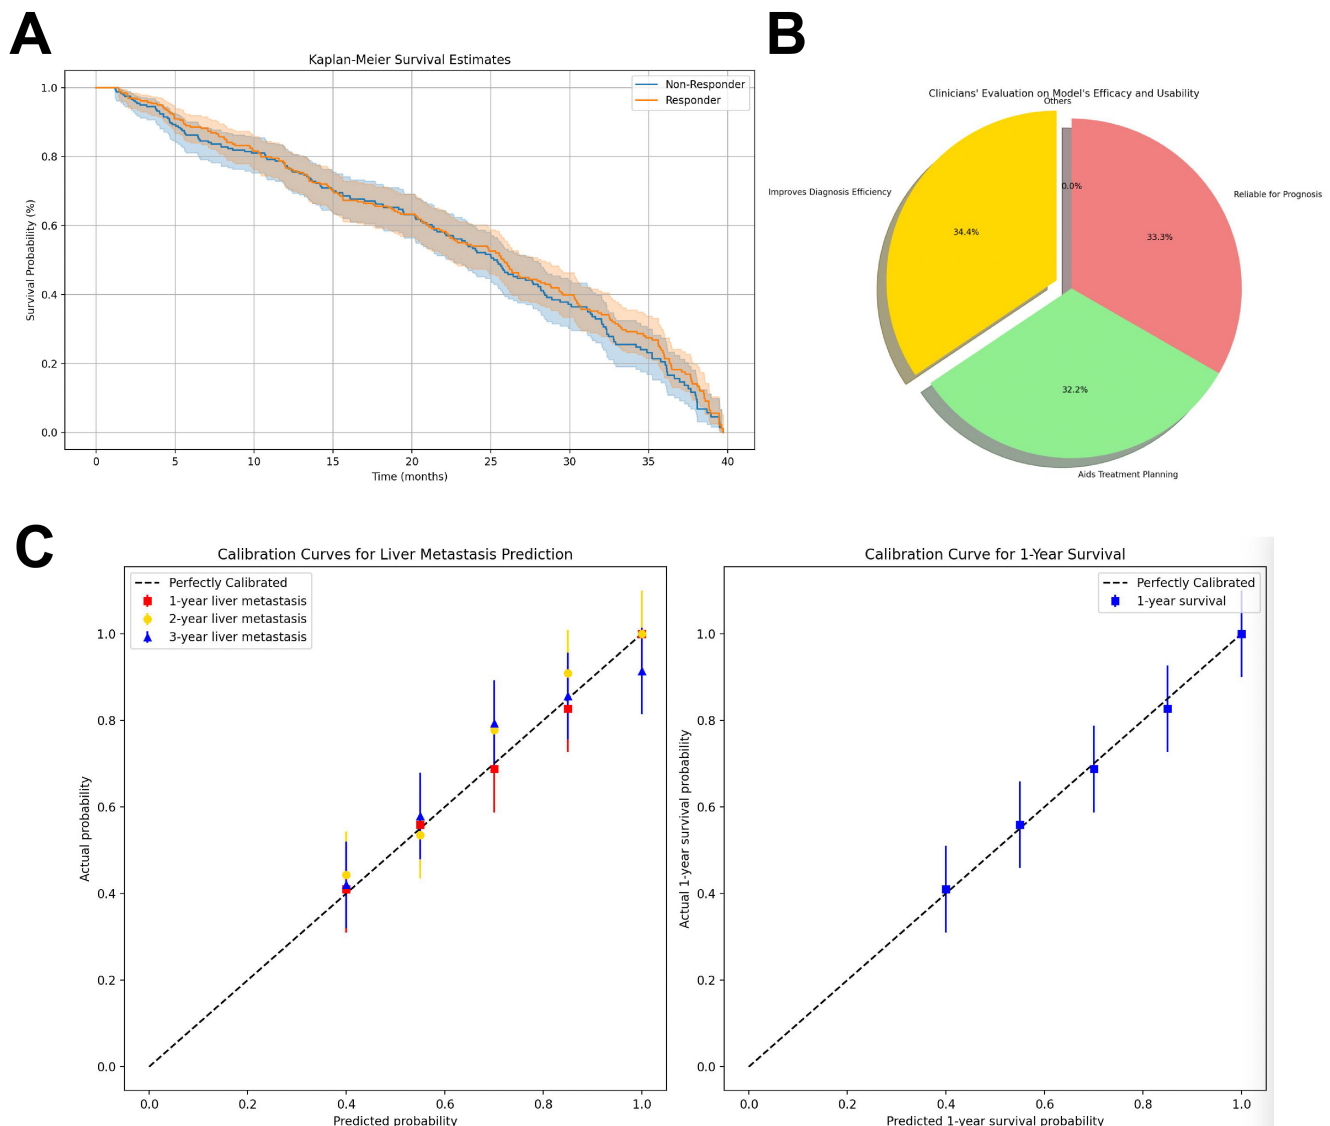 A
Kaplan-Meier Survival Estimates
Non-Responder
Responder
Survival Probability (%)
1.0
0.8
0.6
0.4
0.2
0.0
0 5 10 15 20 25 30 35 40
Time (months)
B
Clinicians' Evaluation on Model's Efficacy and Usability
Others
Improves Diagnosis Efficiency
0.0%
Reliable for Prognosis
34.4%
33.3%
32.2%
Aids Treatment Planning
C
Calibration Curves for Liver Metastasis Prediction
Perfectly Calibrated
1-year liver metastasis
2-year liver metastasis
3-year liver metastasis
Actual probability
1.0
0.8
0.6
0.4
0.2
0.0
0.0 0.2 0.4 0.6 0.8 1.0
Predicted probability
Calibration Curve for 1-Year Survival
Perfectly Calibrated
1-year survival
Actual 1-year survival probability
1.0
0.8
0.6
0.4
0.2
0.0
0.0 0.2 0.4 0.6 0.8 1.0
Predicted 1-year survival probability